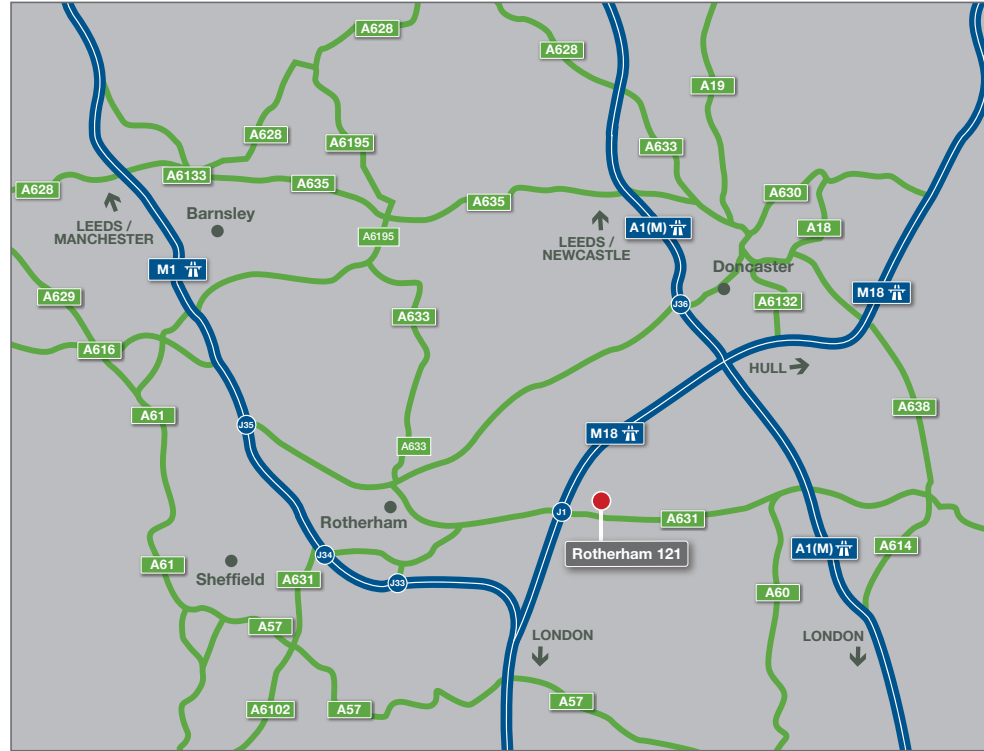 A628
A628
A19
A628
A6195
A633
A6133
A635
A628
A635
A630
LEEDS /
MANCHESTER
Barnsley
A6195
LEEDS /
NEWCASTLE
A1(M)
A18
M1
Doncaster
A629
A633
J36
A6132
M18
A616
HULL
A61
J35
A633
M18
A638
Rotherham
J1
A631
Rotherham 121
J34
Sheffield
A61
A631
J33
A1(M)
A614
A60
A57
LONDON
LONDON
A6102
A57
A57